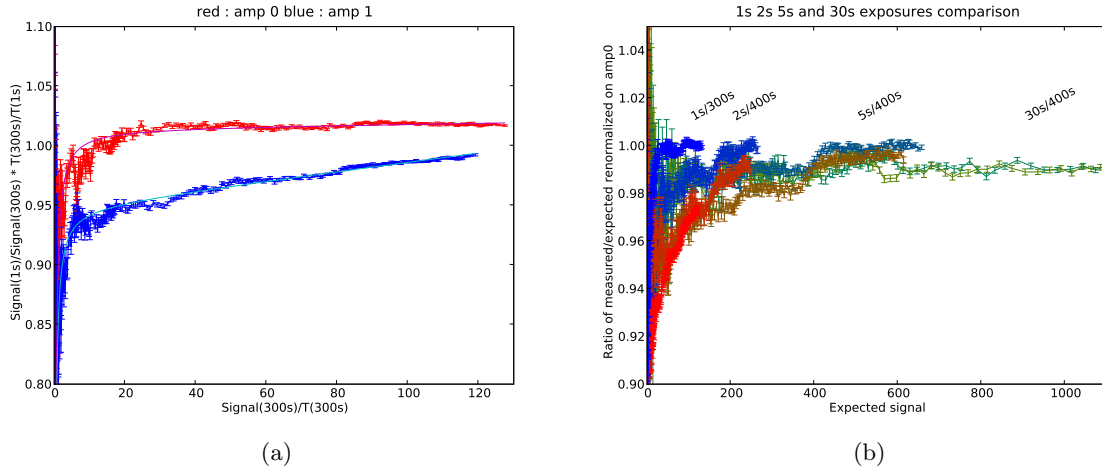 red : amp 0 blue : amp 1
Signal(1s)/Signal(300s) * T(300s)/T(1s)
1.10
1.05
1.00
0.95
0.90
0.85
0.80
0
20
40
60
80
100
120
Signal(300s)/T(300s)
(a)
1s 2s 5s and 30s exposures comparison
Ratio of measured/expected renormalized on amp0
1.04
1.02
1.00
0.98
0.96
0.94
0.92
0.90
1s/300s
2s/400s
5s/400s
30s/400s
0
200
400
600
800
1000
Expected signal
(b)